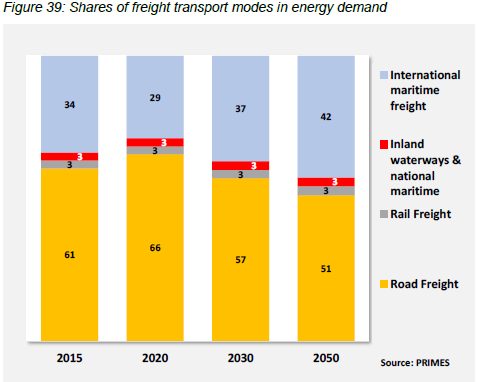 Figure 39: Shares of freight transport modes in energy demand
34
29
37
42
3
3
3
3
3
3
3
3
61
66
57
51
2015
2020
2030
2050
International
maritime
freight
Inland
waterways &
national
maritime
Rail Freight
Road Freight
Source: PRIMES